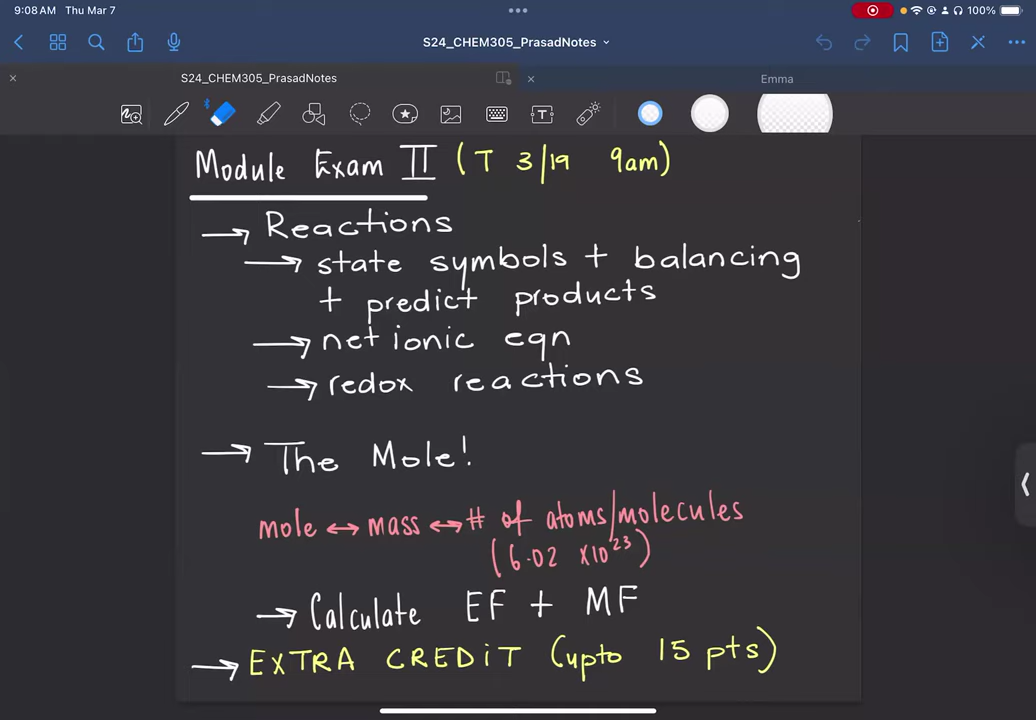 9:08 AM Thu Mar 7
100%
S24_CHEM305_PrasadNotes
S24_CHEM305_PrasadNotes
Emma
Module Exam II (T 3/19 9am)
→ Reactions
→ state symbols + balancing
+ predict products
→ net ionic eqn
→ redox reactions
→ The Mole!
mole ↔ mass ↔ # of atoms/molecules
(6.02 x10²³)
→ Calculate EF + MF
→ EXTRA CREDiT (upto 15 pts)